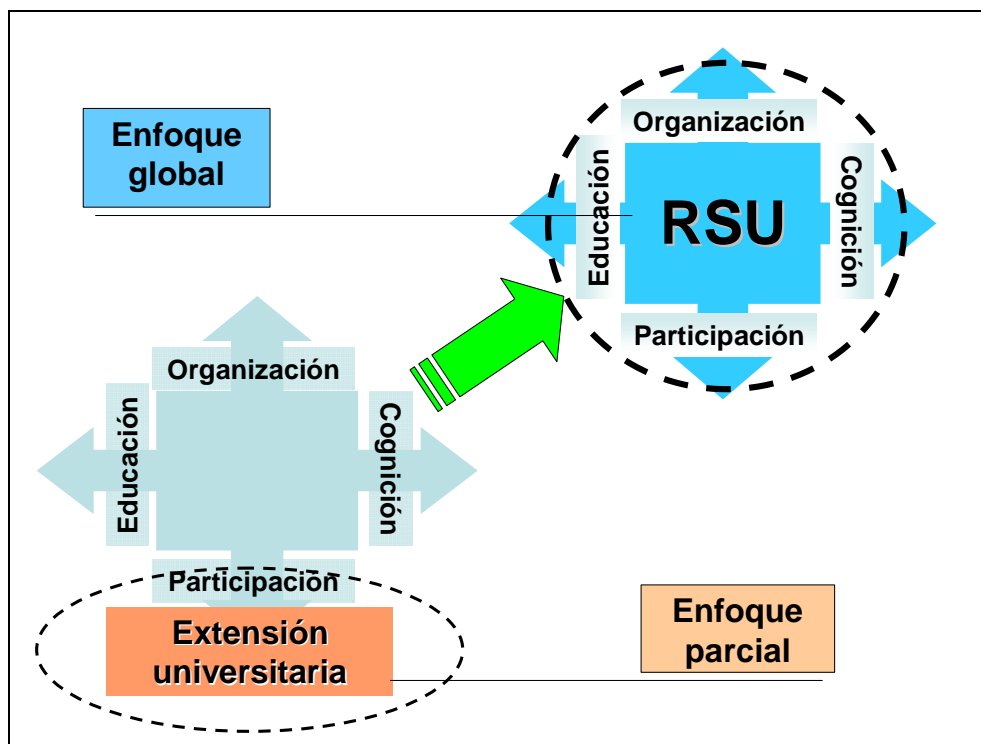 Enfoque
global
Organización
Educación
RSU
Cognición
Participación
Organización
Educación
Cognición
Participación
Extensión
universitaria
Enfoque
parcial